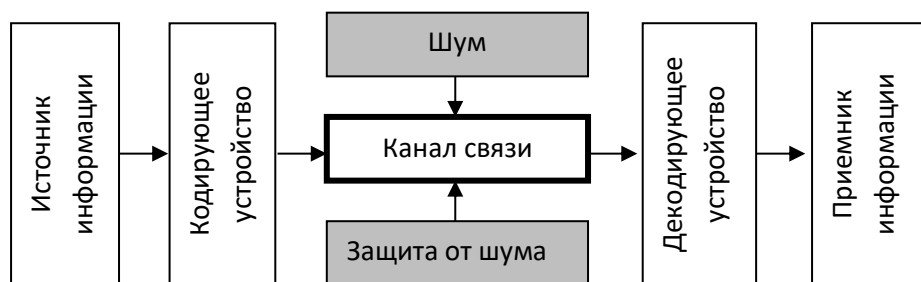 Источник
информации
Кодирующее
устройство
Шум
Канал связи
Защита от шума
Декодирующее
устройство
Приемник
информации